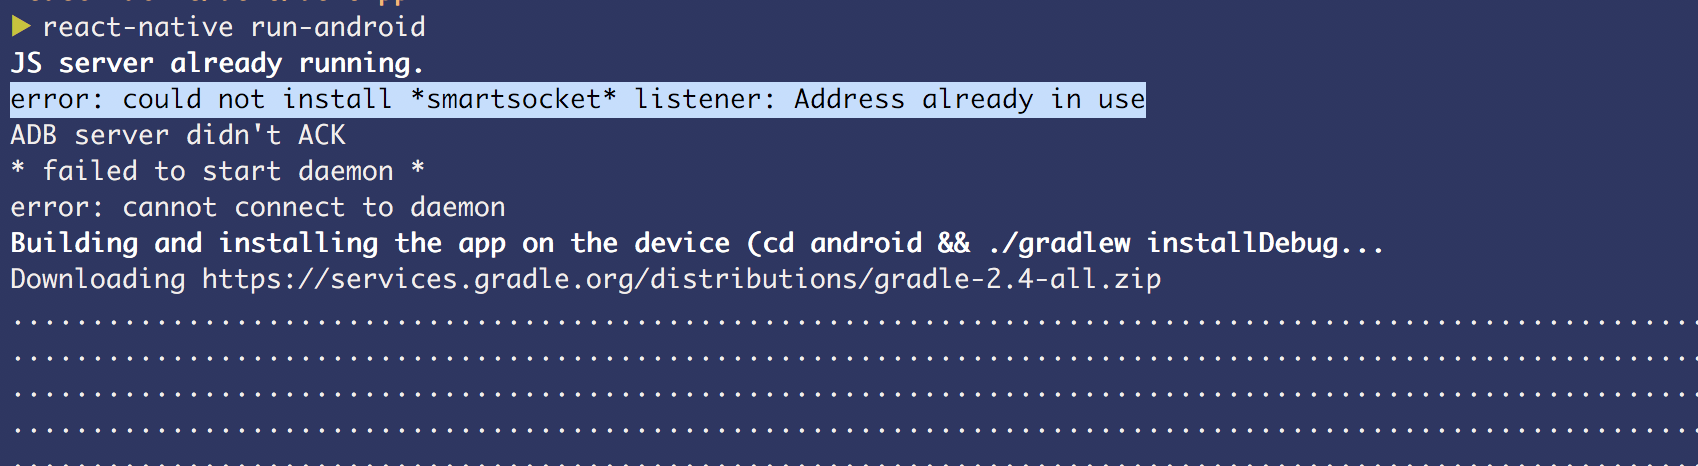 react-native run-android
JS server already running.
error: could not install *smartsocket* listener: Address already in use
ADB server didn't ACK
* failed to start daemon *
error: cannot connect to daemon
Building and installing the app on the device (cd android && ./gradlew installDebug...
Downloading https://services.gradle.org/distributions/gradle-2.4-all.zip
..........................................................................................................
..........................................................................................................
..........................................................................................................
..........................................................................................................
..........................................................................................................